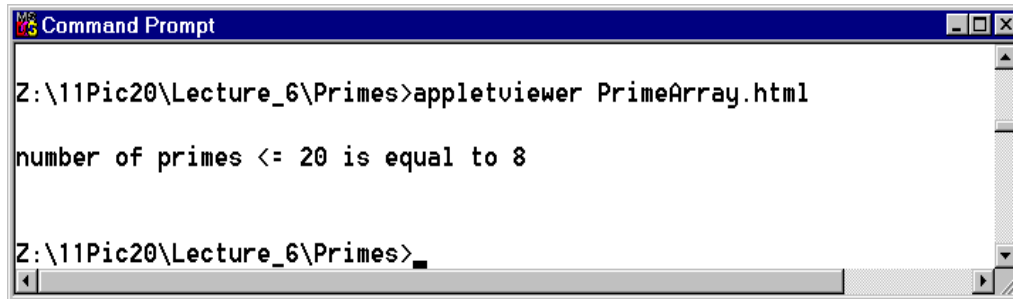 Command Prompt
Z:\11Pic20\Lecture_6\Primes>appletviewer PrimeArray.html
number of primes <= 20 is equal to 8
Z:\11Pic20\Lecture_6\Primes>_